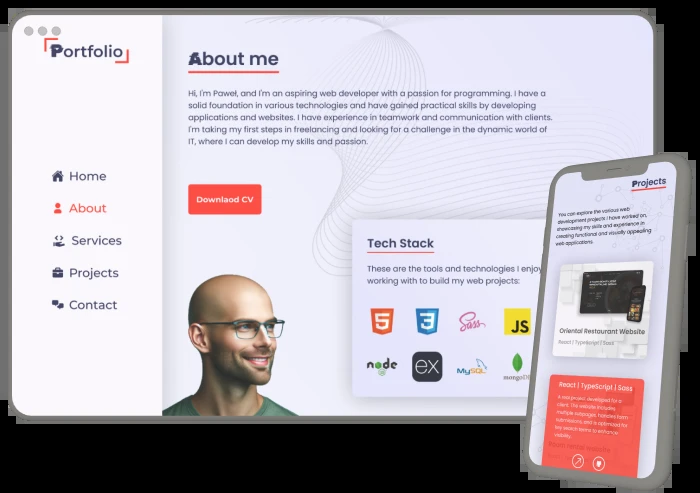 Portfolio
Home
About
Services
Projects
Contact
About me
Hi, I'm Paweł, and I'm an aspiring web developer with a passion for programming. I have a
solid foundation in various technologies and have gained practical skills by developing
applications and websites. I have experience in teamwork and communication with clients.
I'm taking my first steps in freelancing and looking for a challenge in the dynamic world of
IT, where I can develop my skills and passion.
Downlaod CV
Tech Stack
These are the tools and technologies I enjoy
working with to build my web projects:
5
3
Sass
JS
node
ex
MySQL
mongoD
Projects
You can explore the various web
development projects I have worked on,
showcasing my skills and experience in
creating functional and visually appealing
web applications.
Oriental Restaurant Website
React | TypeScript | Sass
React | TypeScript | Sass
A web project developed for a
client. The website includes
multiple subpages, handles form
submissions, and is optimized for
key search terms to enhance
visibility.